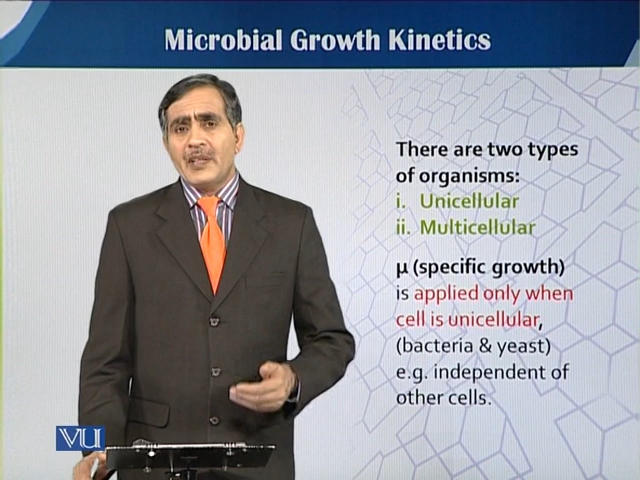 Microbial Growth Kinetics
There are two types
of organisms:
i. Unicellular
ii. Multicellular
μ (specific growth)
is applied only when
cell is unicellular,
(bacteria & yeast)
e.g. independent of
other cells.
VU